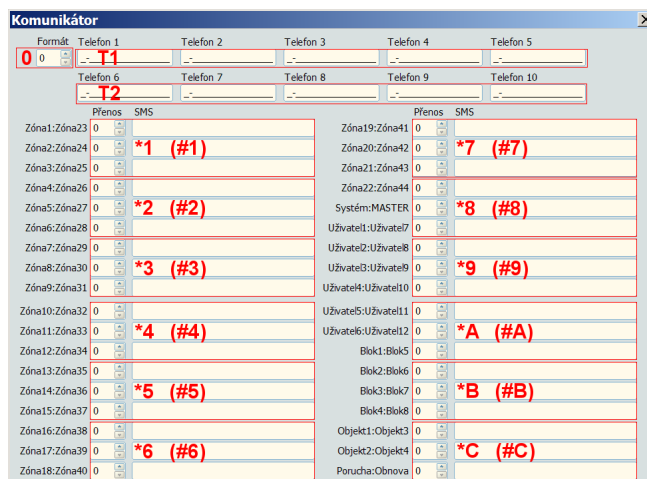 Komunikátor
Formát Telefon 1 Telefon 2 Telefon 3 Telefon 4 Telefon 5
0 0 _-_ T1 _-_ _-_ _-_ _-_
Telefon 6 Telefon 7 Telefon 8 Telefon 9 Telefon 10
_-_ T2 _-_ _-_ _-_ _-_
Přenos SMS
Zóna1:Zóna23 0
Zóna2:Zóna24 0 *1 (#1)
Zóna3:Zóna25 0
Zóna4:Zóna26 0
Zóna5:Zóna27 0 *2 (#2)
Zóna6:Zóna28 0
Zóna7:Zóna29 0
Zóna8:Zóna30 0 *3 (#3)
Zóna9:Zóna31 0
Zóna10:Zóna32 0
Zóna11:Zóna33 0 *4 (#4)
Zóna12:Zóna34 0
Zóna13:Zóna35 0
Zóna14:Zóna36 0 *5 (#5)
Zóna15:Zóna37 0
Zóna16:Zóna38 0
Zóna17:Zóna39 0 *6 (#6)
Zóna18:Zóna40 0
Přenos SMS
Zóna19:Zóna41 0
Zóna20:Zóna42 0 *7 (#7)
Zóna21:Zóna43 0
Zóna22:Zóna44 0
Systém:MASTER 0 *8 (#8)
Uživatel1:Uživatel7 0
Uživatel2:Uživatel8 0
Uživatel3:Uživatel9 0 *9 (#9)
Uživatel4:Uživatel10 0
Uživatel5:Uživatel11 0
Uživatel6:Uživatel12 0 *A (#A)
Blok1:Blok5 0
Blok2:Blok6 0
Blok3:Blok7 0 *B (#B)
Blok4:Blok8 0
Objekt1:Objekt3 0
Objekt2:Objekt4 0 *C (#C)
Porucha:Obnova 0